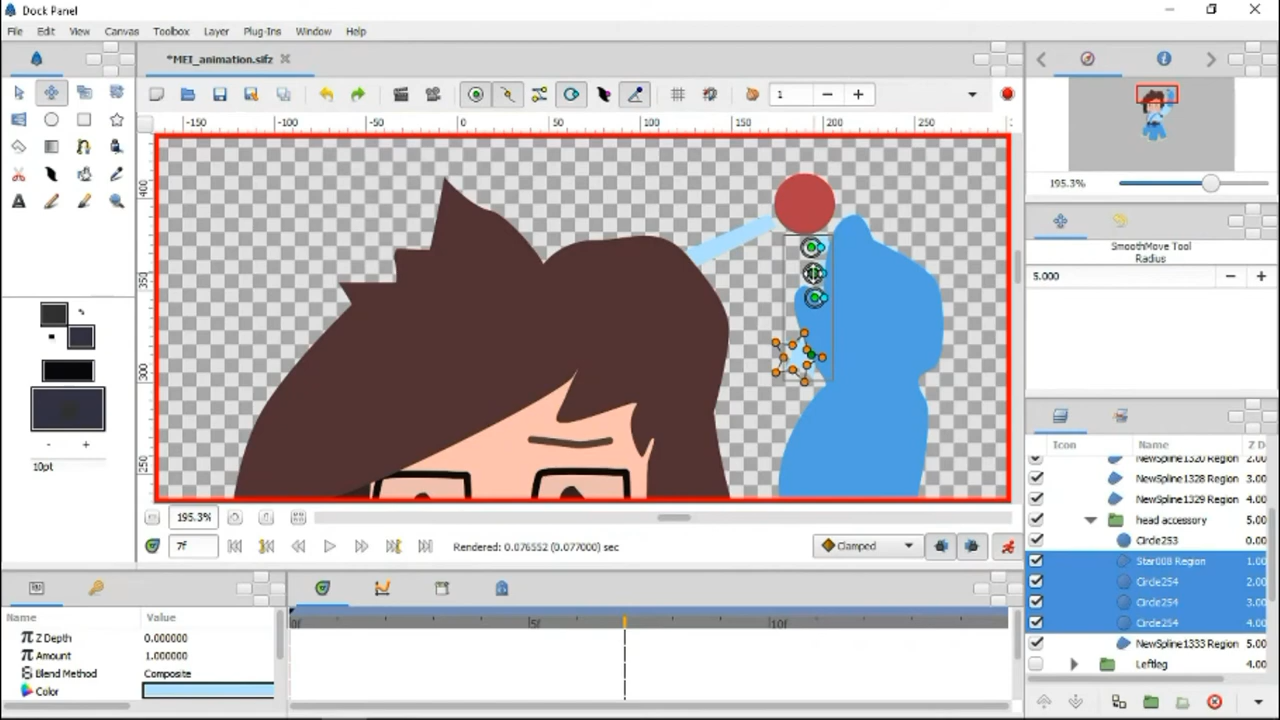 Dock Panel
File Edit View Canvas Toolbox Layer Plug-Ins Window Help
*MEI_animation.sifz
1
-150 -100 -50 0 50 100 150 200 250
400
350
300
250
195.3%
SmoothMove Tool
Radius
5.000
10pt
Icon Name Z D
NewSpline1320 Region 2.00
NewSpline1328 Region 3.00
NewSpline1329 Region 4.00
head accessory 5.00
Circle253 0.00
Star008 Region 1.00
Circle254 2.00
Circle254 3.00
Circle254 4.00
NewSpline1333 Region 5.00
Leftleg 4.00
195.3%
7f Rendered: 0.076552 (0.077000) sec Clamped
0f 5f 10f
Name Value
Z Depth 0.000000
Amount 1.000000
Blend Method Composite
Color